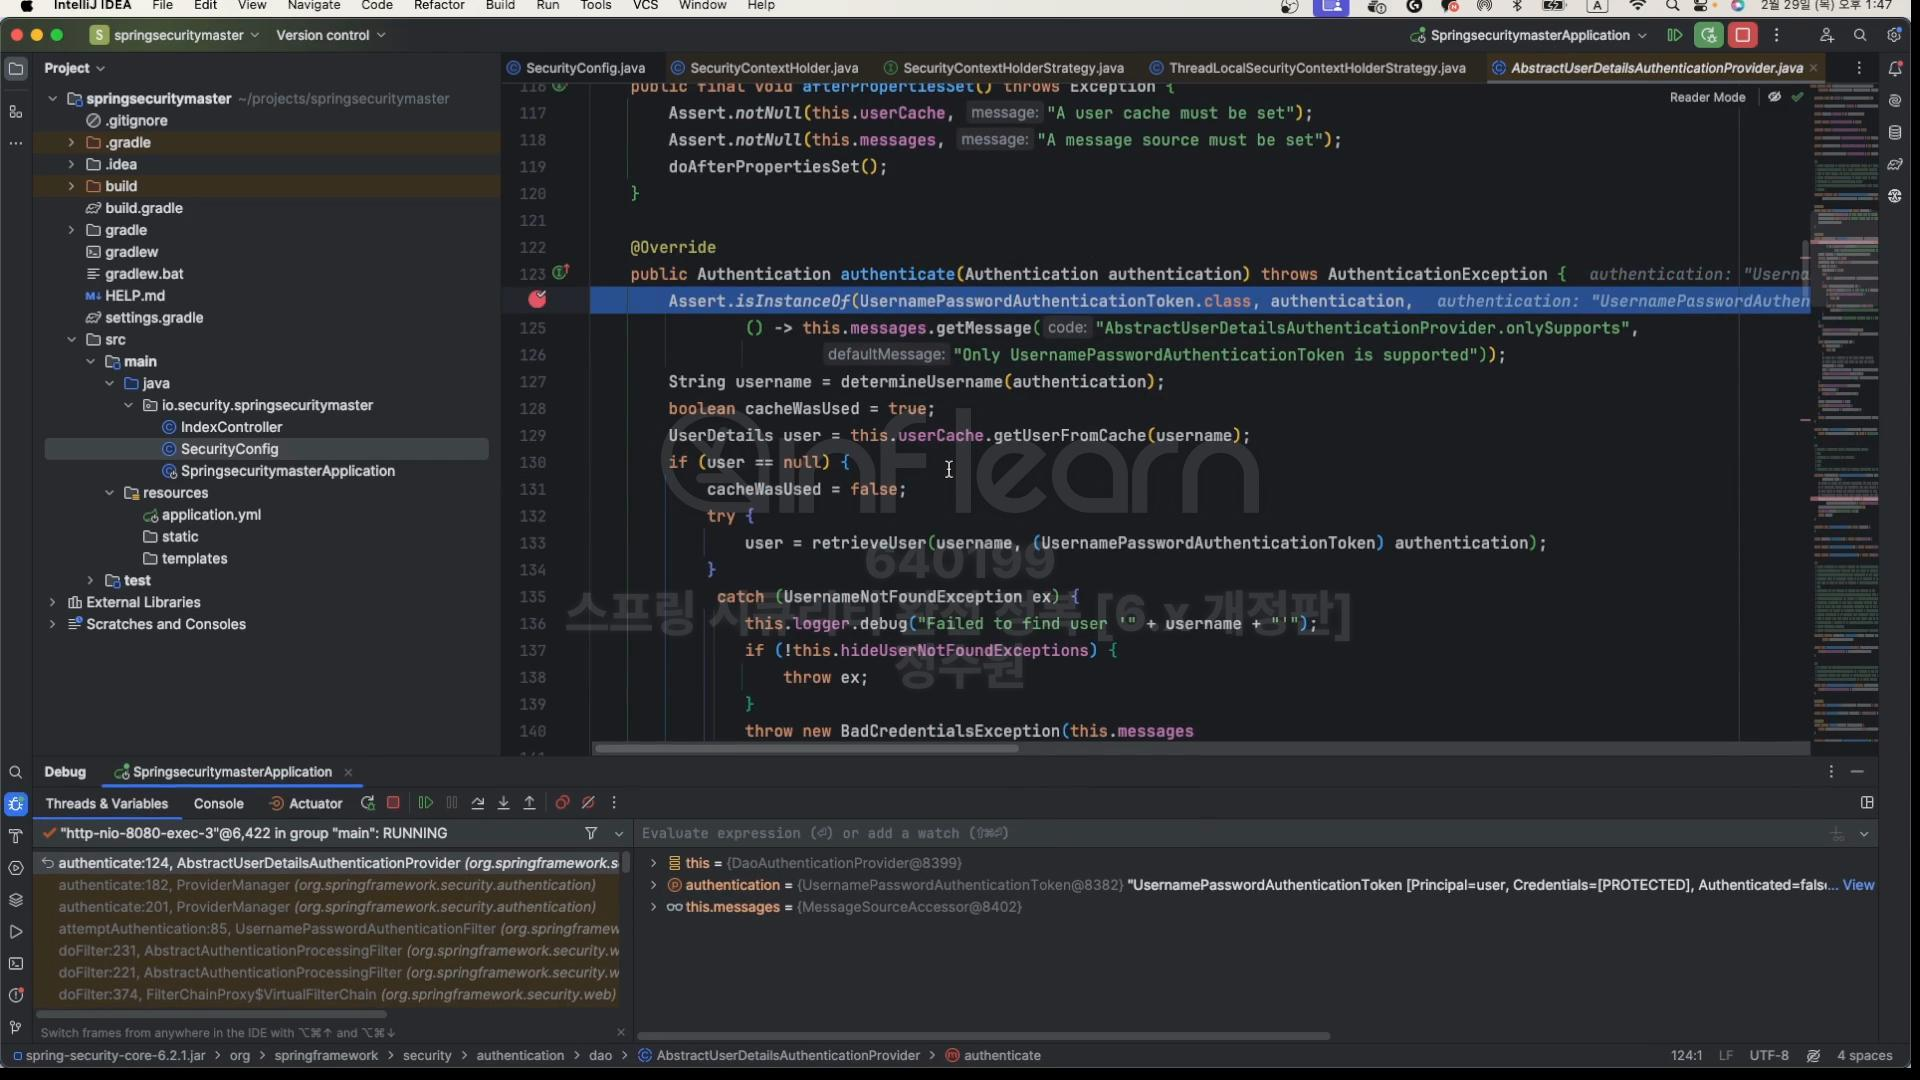 IntelliJ IDEA File Edit View Navigate Code Refactor Build Run Tools VCS Window Help
2월 29일 (목) 오후 1:47
springsecuritymaster Version control
SpringsecuritymasterApplication
Project
SecurityConfig.java SecurityContextHolder.java SecurityContextHolderStrategy.java ThreadLocalSecurityContextHolderStrategy.java AbstractUserDetailsAuthenticationProvider.java
Reader Mode
springsecuritymaster ~/projects/springsecuritymaster
.gitignore
.gradle
.idea
build
build.gradle
gradle
gradlew
gradlew.bat
HELP.md
settings.gradle
src
main
java
io.security.springsecuritymaster
IndexController
SecurityConfig
SpringsecuritymasterApplication
resources
application.yml
static
templates
test
External Libraries
Scratches and Consoles
116 public final void afterPropertiesSet() throws Exception {
117 Assert.notNull(this.userCache, message: "A user cache must be set");
118 Assert.notNull(this.messages, message: "A message source must be set");
119 doAfterPropertiesSet();
120 }
121
122 @Override
123 public Authentication authenticate(Authentication authentication) throws AuthenticationException { authentication: "Userna
Assert.isInstanceOf(UsernamePasswordAuthenticationToken.class, authentication, authentication: "UsernamePasswordAuthen
125 () -> this.messages.getMessage( code: "AbstractUserDetailsAuthenticationProvider.onlySupports",
126 defaultMessage: "Only UsernamePasswordAuthenticationToken is supported"));
127 String username = determineUsername(authentication);
128 boolean cacheWasUsed = true;
129 UserDetails user = this.userCache.getUserFromCache(username);
130 if (user == null) {
131 cacheWasUsed = false;
132 try {
133 user = retrieveUser(username, (UsernamePasswordAuthenticationToken) authentication);
134 }
135 catch (UsernameNotFoundException ex) {
136 this.logger.debug("Failed to find user '" + username + "'");
137 if (!this.hideUserNotFoundExceptions) {
138 throw ex;
139 }
140 throw new BadCredentialsException(this.messages
inflearn
640199
스프링 시큐리티 완전 정복 [6.x 개정판]
정수원
Debug SpringsecuritymasterApplication
Threads & Variables Console Actuator
"http-nio-8080-exec-3"@6,422 in group "main": RUNNING
authenticate:124, AbstractUserDetailsAuthenticationProvider (org.springframework.s
authenticate:182, ProviderManager (org.springframework.security.authentication)
authenticate:201, ProviderManager (org.springframework.security.authentication)
attemptAuthentication:85, UsernamePasswordAuthenticationFilter (org.springframew
doFilter:231, AbstractAuthenticationProcessingFilter (org.springframework.security.w
doFilter:221, AbstractAuthenticationProcessingFilter (org.springframework.security.w
doFilter:374, FilterChainProxy$VirtualFilterChain (org.springframework.security.web)
Switch frames from anywhere in the IDE with ⌥⌘↑ and ⌥⌘↓
Evaluate expression (⏎) or add a watch (⇧⌘⏎)
this = {DaoAuthenticationProvider@8399}
authentication = {UsernamePasswordAuthenticationToken@8382} "UsernamePasswordAuthenticationToken [Principal=user, Credentials=[PROTECTED], Authenticated=fals... View
this.messages = {MessageSourceAccessor@8402}
spring-security-core-6.2.1.jar > org > springframework > security > authentication > dao > AbstractUserDetailsAuthenticationProvider > authenticate
124:1 LF UTF-8 4 spaces